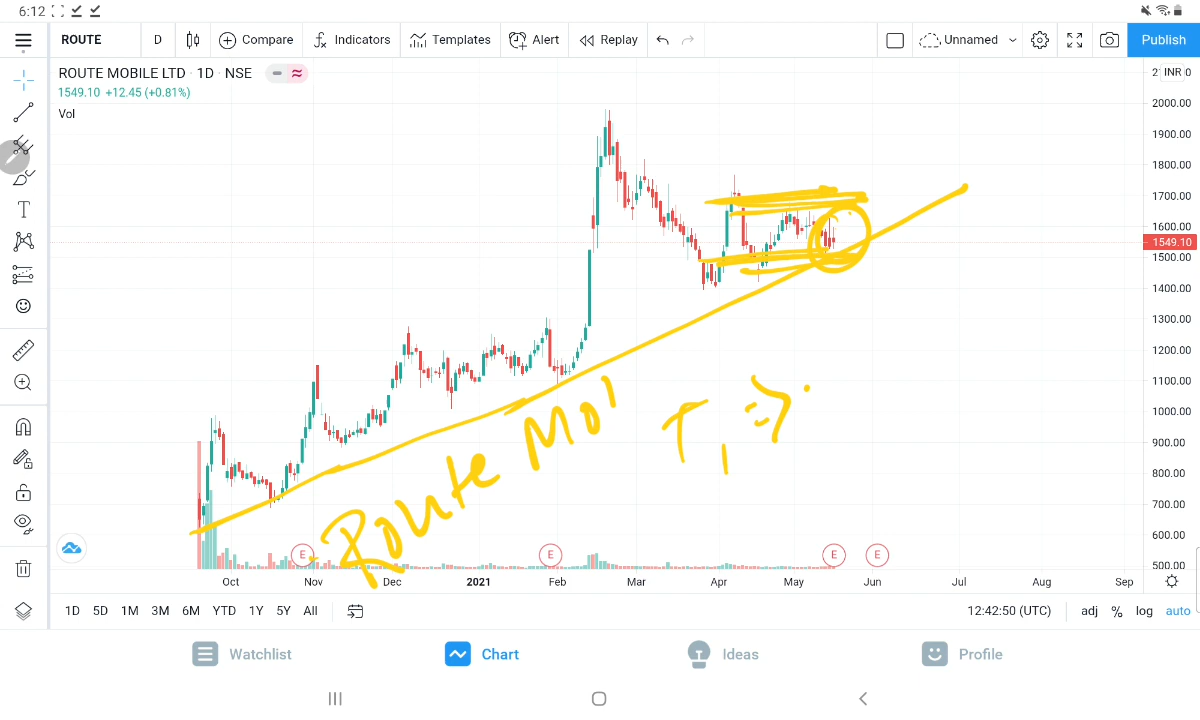 6:12
ROUTE D Compare Indicators Templates Alert Replay Unnamed Publish
ROUTE MOBILE LTD · 1D · NSE
1549.10 +12.45 (+0.81%)
Vol
INR
2000.00
1900.00
1800.00
1700.00
1600.00
1549.10
1500.00
1400.00
1300.00
1200.00
1100.00
1000.00
900.00
800.00
700.00
600.00
500.00
Route Mo
E E E E
Oct Nov Dec 2021 Feb Mar Apr May Jun Jul Aug Sep
1D 5D 1M 3M 6M YTD 1Y 5Y All 12:42:50 (UTC) adj % log auto
Watchlist Chart Ideas Profile